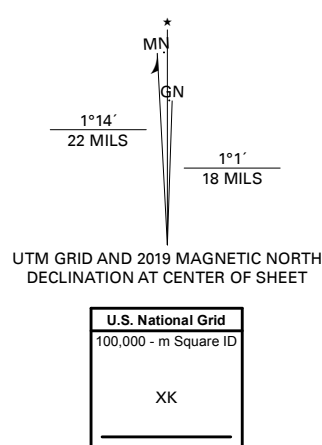 ★
MN
GN
1°14´
22 MILS
1°1´
18 MILS
UTM GRID AND 2019 MAGNETIC NORTH
DECLINATION AT CENTER OF SHEET
U.S. National Grid
100,000 - m Square ID
XK